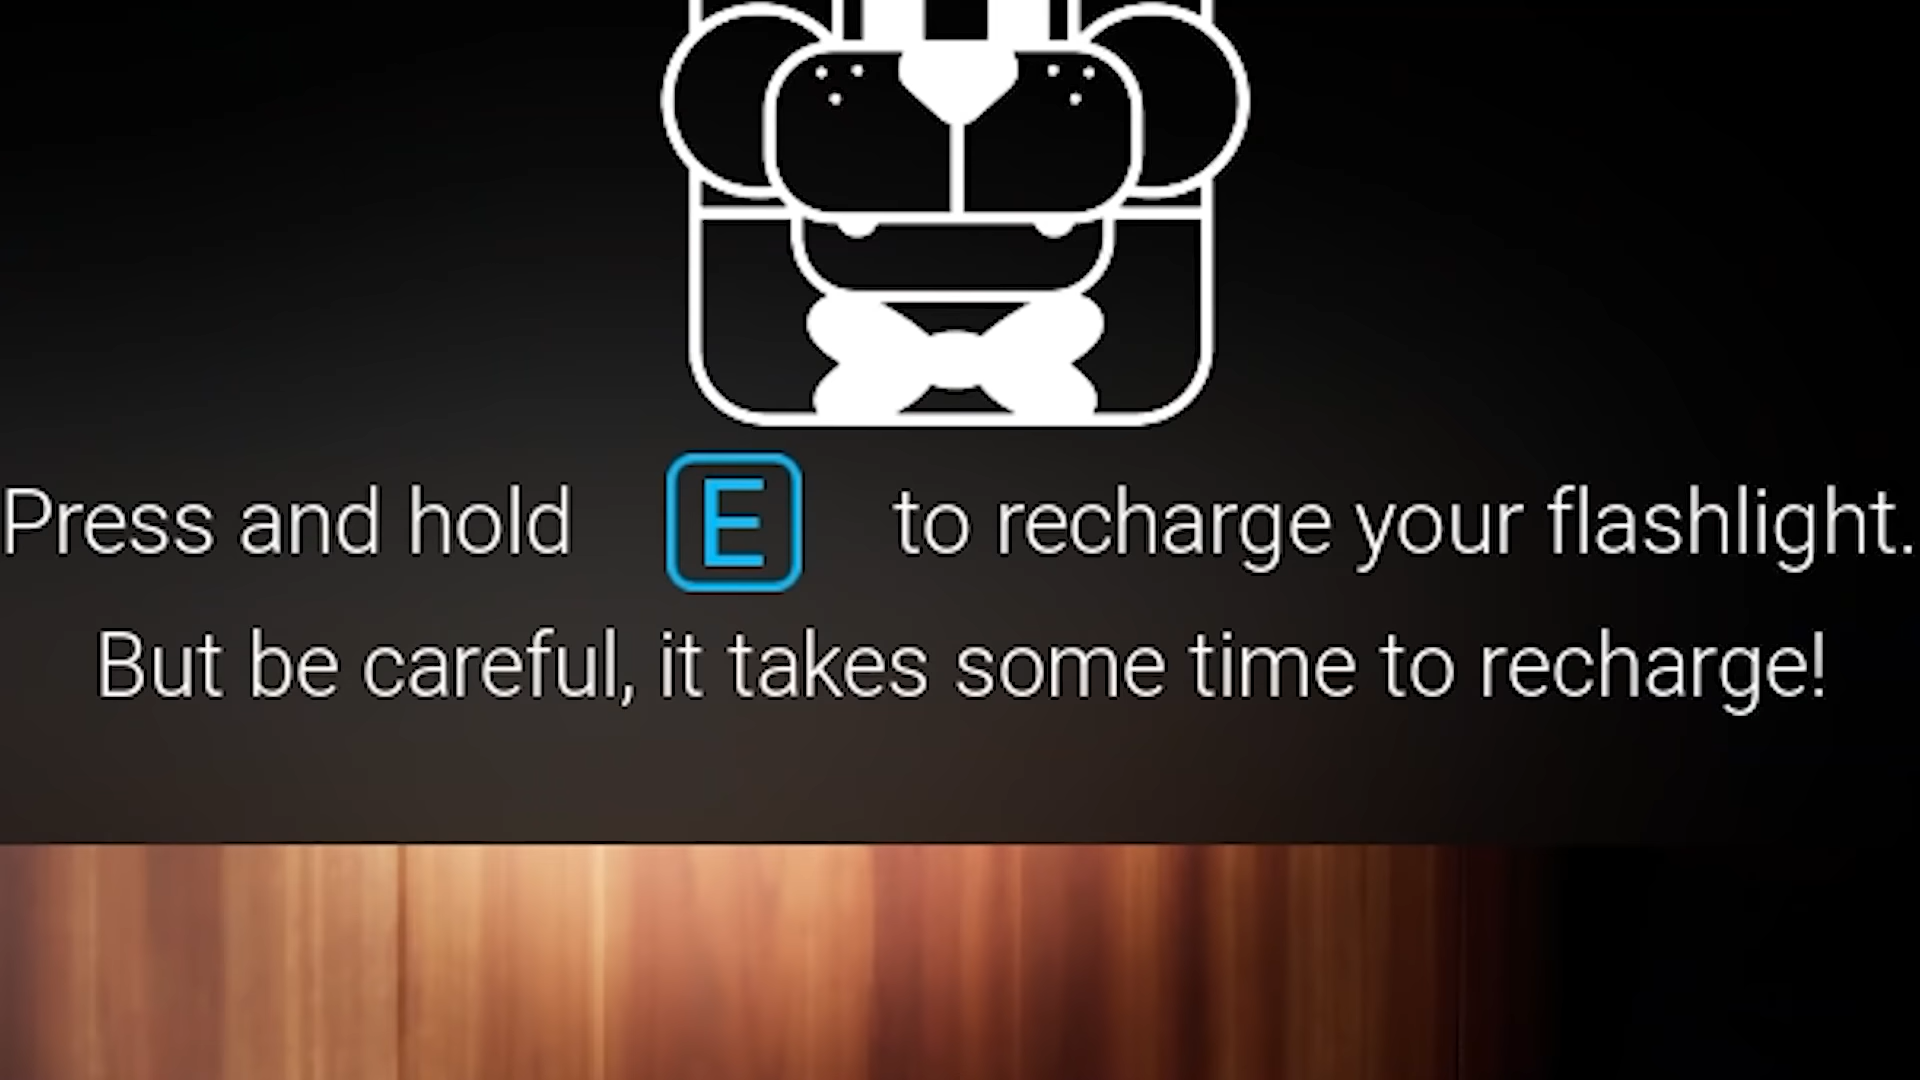 Press and hold E to recharge your flashlight.
But be careful, it takes some time to recharge!